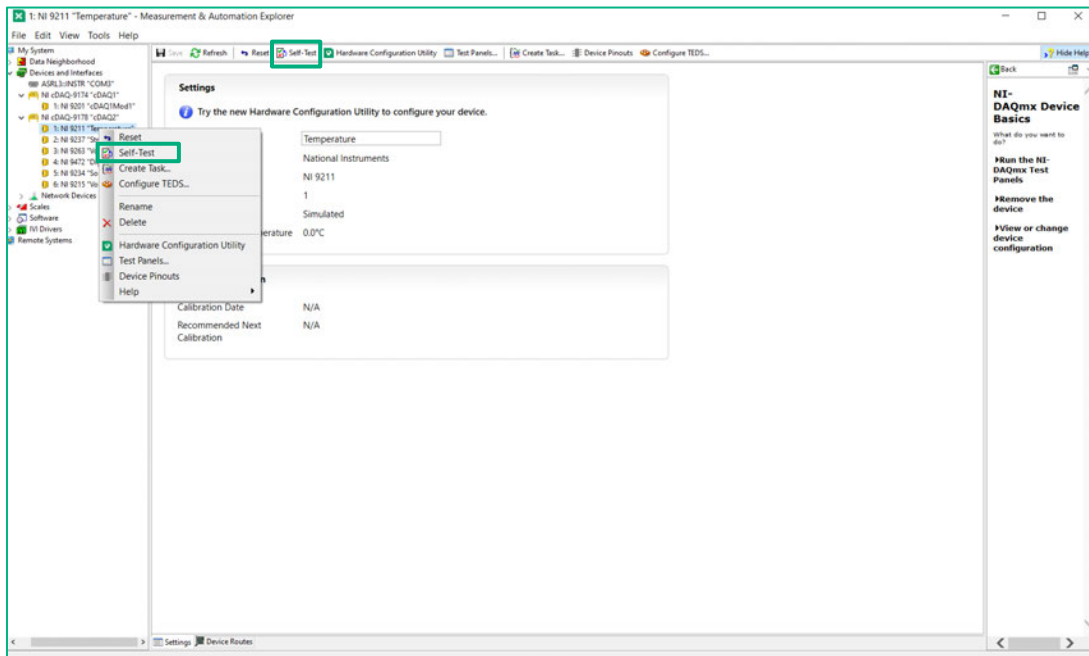 1: NI 9211 "Temperature" - Measurement & Automation Explorer
File Edit View Tools Help
My System
Data Neighborhood
Devices and Interfaces
ASRL3::INSTR "COM3"
NI cDAQ-9174 "cDAQ1"
1: NI 9201 "cDAQ1Mod1"
NI cDAQ-9178 "cDAQ2"
1: NI 9211 "Temperature"
2: NI 9237
3: NI 9263
4: NI 9472
5: NI 9234
6: NI 9215
Network Devices
Scales
Software
IVI Drivers
Remote Systems
Save Refresh Reset Self-Test Hardware Configuration Utility Test Panels... Create Task... Device Pinouts Configure TEDS... Hide Help
Reset
Self-Test
Create Task...
Configure TEDS...
Rename
Delete
Hardware Configuration Utility
Test Panels...
Device Pinouts
Help
Settings
Try the new Hardware Configuration Utility to configure your device.
Temperature
National Instruments
NI 9211
1
Simulated
0.0°C
Calibration Date N/A
Recommended Next N/A
Calibration
Back
NI-
DAQmx Device
Basics
What do you want to
do?
Run the NI-
DAQmx Test
Panels
Remove the
device
View or change
device
configuration
Settings Device Routes